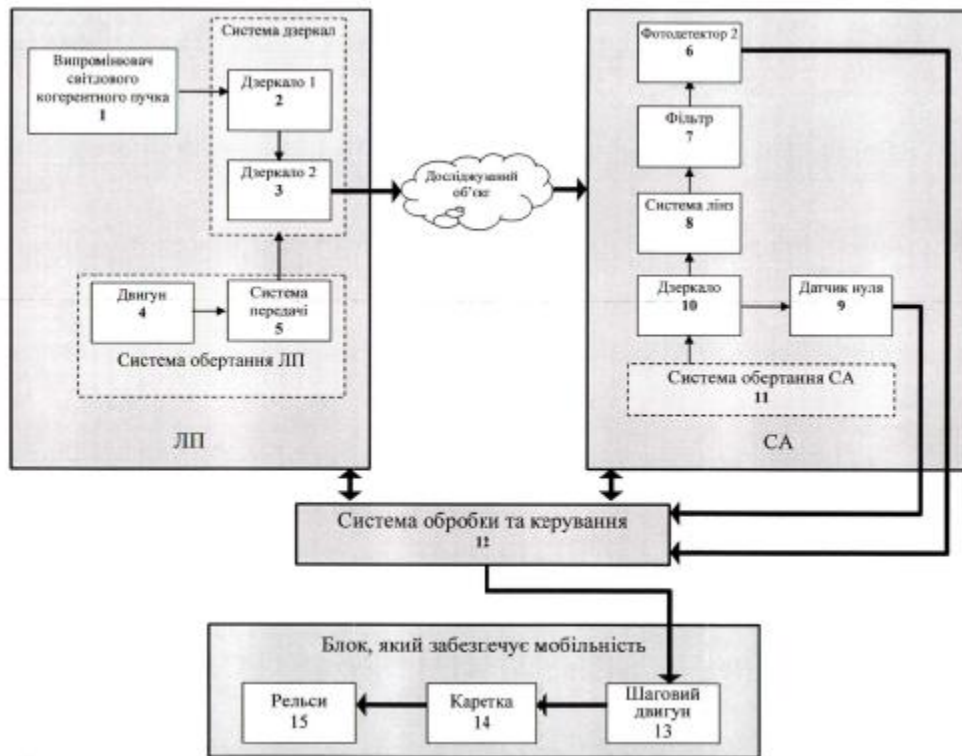 Система дзеркал
Випромінювач
світлового
когерентного пучка
1
Дзеркало 1
2
Дзеркало 2
3
Двигун
4
Система
передачі
5
Система обертання ЛП
ЛП
Досліджуваний
об'єкт
Фотодетектор 2
6
Фільтр
7
Система лінз
8
Дзеркало
10
Датчик нуля
9
Система обертання СА
11
СА
Система обробки та керування
12
Блок, який забезгечує мобільність
Рельси
15
Каретка
14
Шаговий
двигун
13